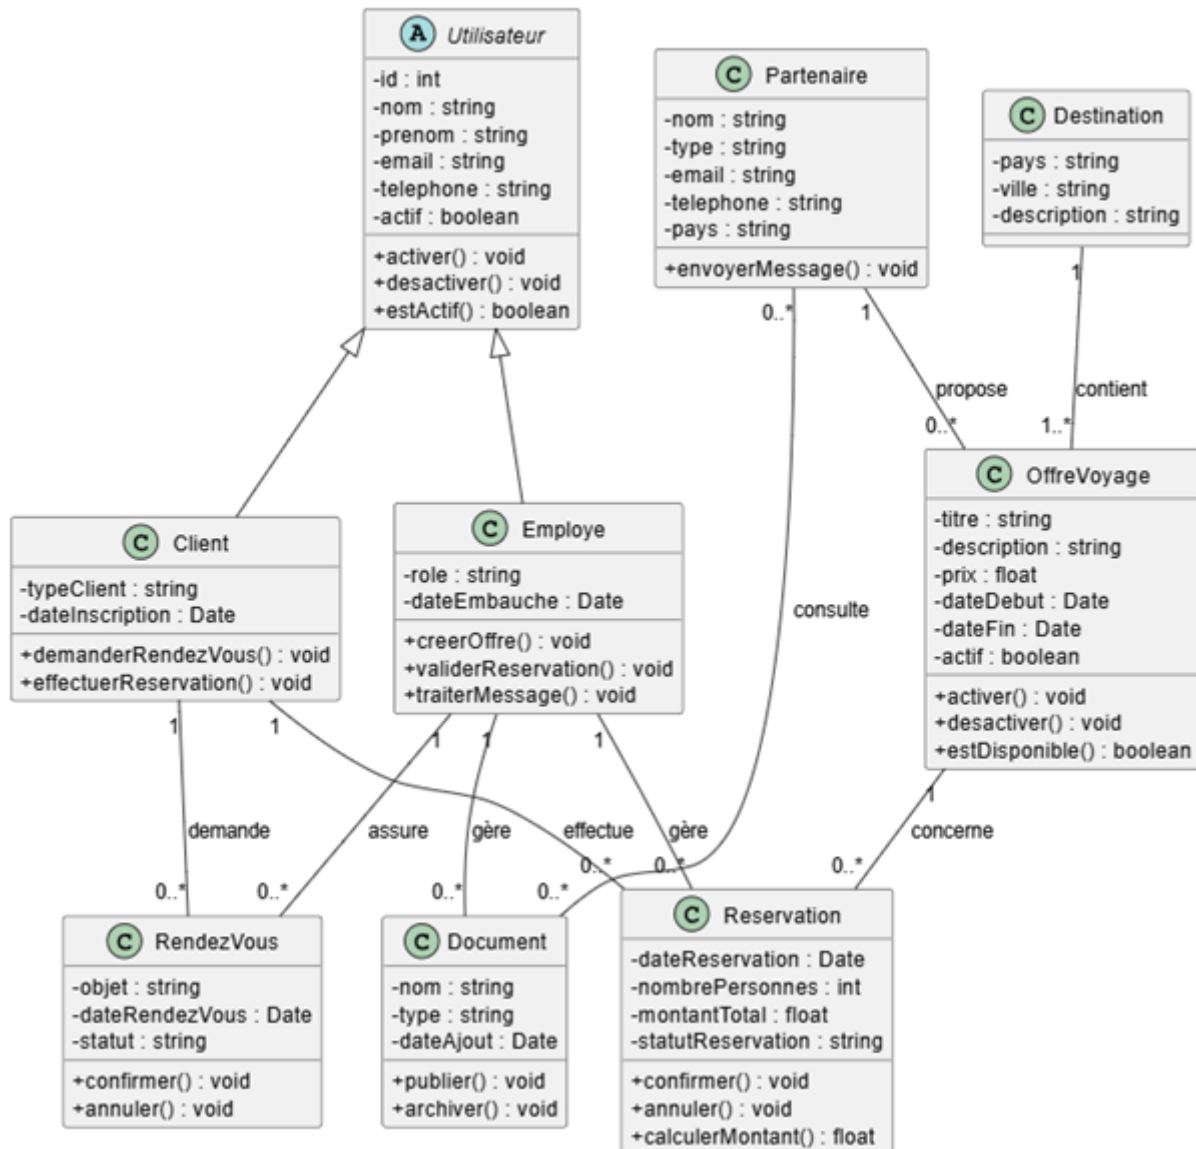 A Utilisateur
-id : int
-nom : string
-prenom : string
-email : string
-telephone : string
-actif : boolean
+activer() : void
+desactiver() : void
+estActif() : boolean
C Partenaire
-nom : string
-type : string
-email : string
-telephone : string
-pays : string
+envoyerMessage() : void
C Destination
-pays : string
-ville : string
-description : string
0..*
1
1
propose
contient
0..*
1..*
C Client
-typeClient : string
-dateInscription : Date
+demanderRendezVous() : void
+effectuerReservation() : void
C Employe
-role : string
-dateEmbauche : Date
+creerOffre() : void
+validerReservation() : void
+traiterMessage() : void
consulte
C OffreVoyage
-titre : string
-description : string
-prix : float
-dateDebut : Date
-dateFin : Date
-actif : boolean
+activer() : void
+desactiver() : void
+estDisponible() : boolean
1
1
1
1
1
1
demande
assure
gère
effectue
gère
concerne
0..*
0..*
0..*
0..*
0..*
0..*
0..*
C RendezVous
-objet : string
-dateRendezVous : Date
-statut : string
+confirmer() : void
+annuler() : void
C Document
-nom : string
-type : string
-dateAjout : Date
+publier() : void
+archiver() : void
C Reservation
-dateReservation : Date
-nombrePersonnes : int
-montantTotal : float
-statutReservation : string
+confirmer() : void
+annuler() : void
+calculerMontant() : float